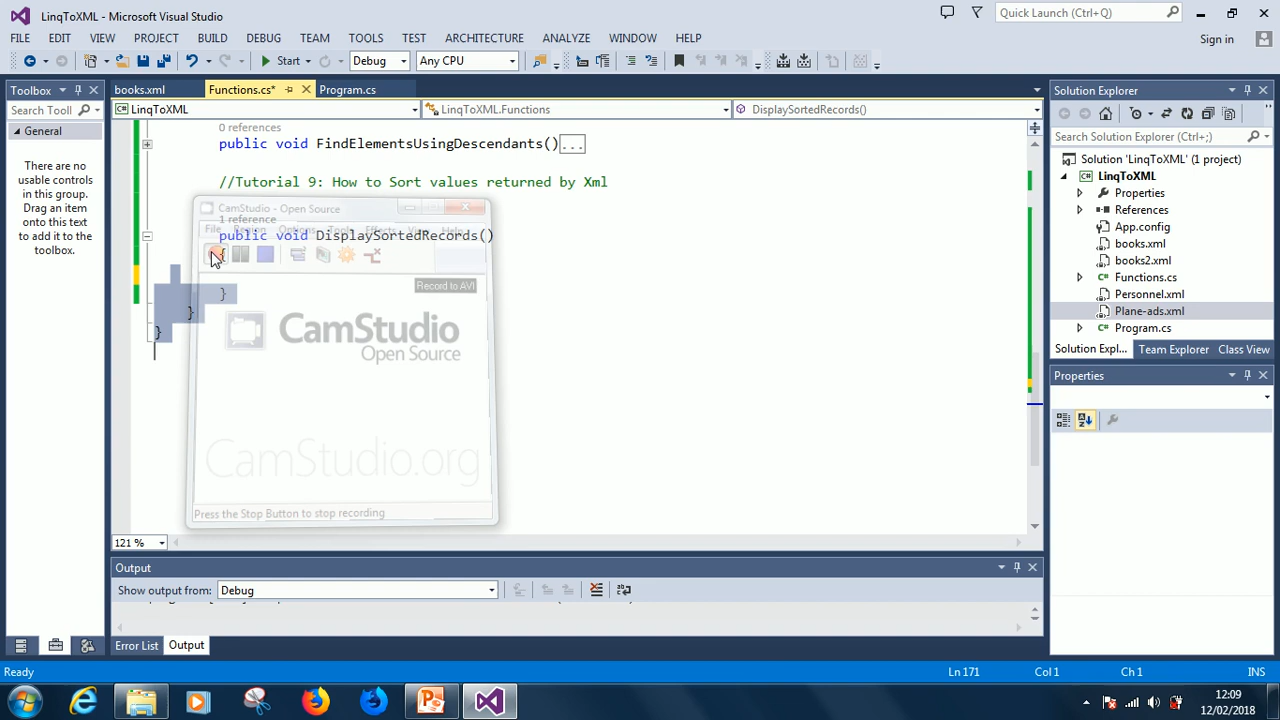 LinqToXML - Microsoft Visual Studio
Quick Launch (Ctrl+Q)
FILE EDIT VIEW PROJECT BUILD DEBUG TEAM TOOLS TEST ARCHITECTURE ANALYZE WINDOW HELP
Sign in
Start Debug Any CPU
Toolbox
books.xml Functions.cs* Program.cs
Solution Explorer
Search Tool
LinqToXML LinqToXML.Functions DisplaySortedRecords()
General
There are no
usable controls
in this group.
Drag an item
onto this text
to add it to the
toolbox.
0 references
public void FindElementsUsingDescendants()...
//Tutorial 9: How to Sort values returned by Xml
CamStudio - Open Source
1 reference
File Region Options Tools Effects View Help
public void DisplaySortedRecords()
{
Record to AVI
}
}
}
CamStudio
Open Source
CamStudio.org
Press the Stop Button to stop recording
Search Solution Explorer (Ctrl+;)
Solution 'LinqToXML' (1 project)
LinqToXML
Properties
References
App.config
books.xml
books2.xml
Functions.cs
Personnel.xml
Plane-ads.xml
Program.cs
Solution Expl... Team Explorer Class View
Properties
121 %
Output
Show output from: Debug
Error List Output
Ready Ln 171 Col 1 Ch 1 INS
12:09
12/02/2018